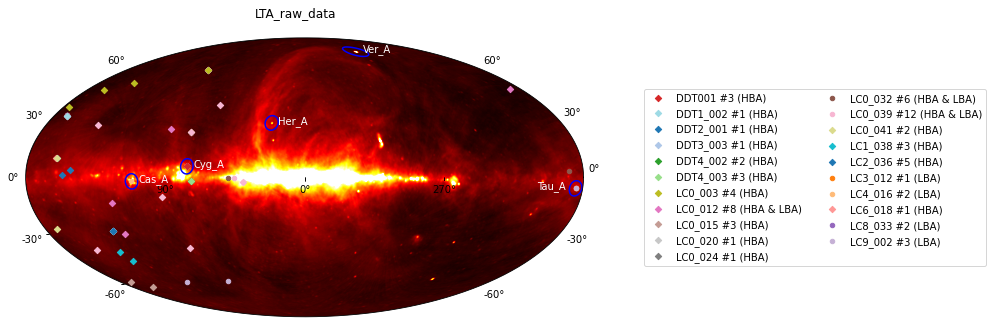 LTA_raw_data
60°
60°
30°
30°
0°
0°
-30°
-30°
-60°
-60°
0°
Ver_A
Her_A
Cyg_A
Cas_A
Tau_A
DDT001 #3 (HBA)
DDT1_002 #1 (HBA)
DDT2_001 #1 (HBA)
DDT3_003 #1 (HBA)
DDT4_002 #2 (HBA)
DDT4_003 #3 (HBA)
LC0_003 #4 (HBA)
LC0_012 #8 (HBA & LBA)
LC0_015 #3 (HBA)
LC0_020 #1 (HBA)
LC0_024 #1 (HBA)
LC0_032 #6 (HBA & LBA)
LC0_039 #12 (HBA & LBA)
LC0_041 #2 (HBA)
LC1_038 #3 (HBA)
LC2_036 #5 (HBA)
LC3_012 #1 (LBA)
LC4_016 #2 (LBA)
LC6_018 #1 (HBA)
LC8_033 #2 (LBA)
LC9_002 #3 (LBA)